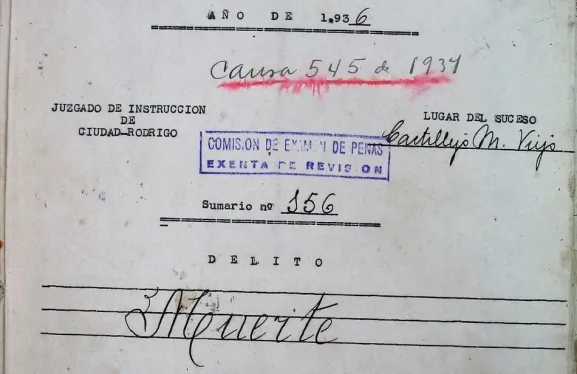 AÑO DE 1.936
Causa 545 de 1937
JUZGADO DE INSTRUCCION
DE
CIUDAD-RODRIGO
LUGAR DEL SUCESO
Castillejo M. Viejo
COMISION DE EXAMEN DE PENAS
EXENTA DE REVISION
Sumario nº 156
DELITO
Muerte